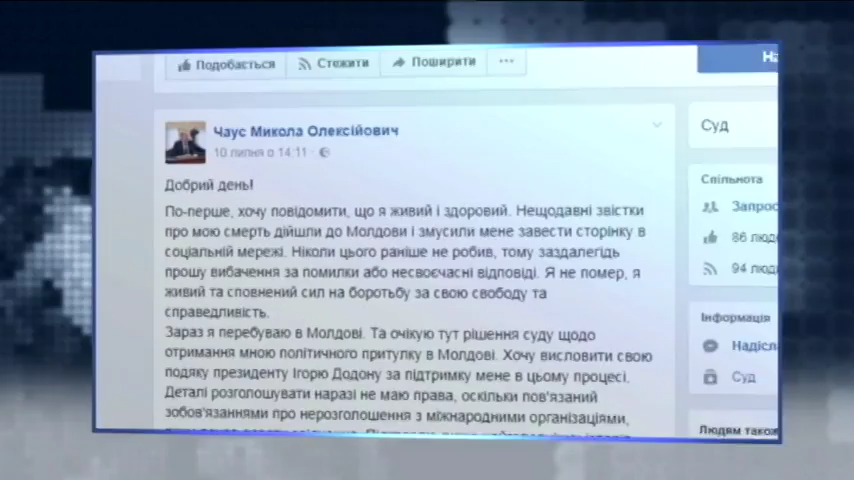 Подобається Стежити Поширити ...
Чаус Микола Олексійович
10 липня о 14:11
Добрий день!
По-перше, хочу повідомити, що я живий і здоровий. Нещодавні звістки
про мою смерть дійшли до Молдови і змусили мене завести сторінку в
соціальній мережі. Ніколи цього раніше не робив, тому заздалегідь
прошу вибачення за помилки або несвоєчасні відповіді. Я не помер, я
живий та сповнений сил на боротьбу за свою свободу та
справедливість.
Зараз я перебуваю в Молдові. Та очікую тут рішення суду щодо
отримання мною політичного притулку в Молдові. Хочу висловити свою
подяку президенту Ігорю Додону за підтримку мене в цьому процесі.
Деталі розголошувати наразі не маю права, оскільки пов'язаний
зобов'язаннями про нерозголошення з міжнародними організаціями,
На
Суд
Спільнота
Запрос
86 люд
94 люд
Інформація
Надісл
Суд
Людям також